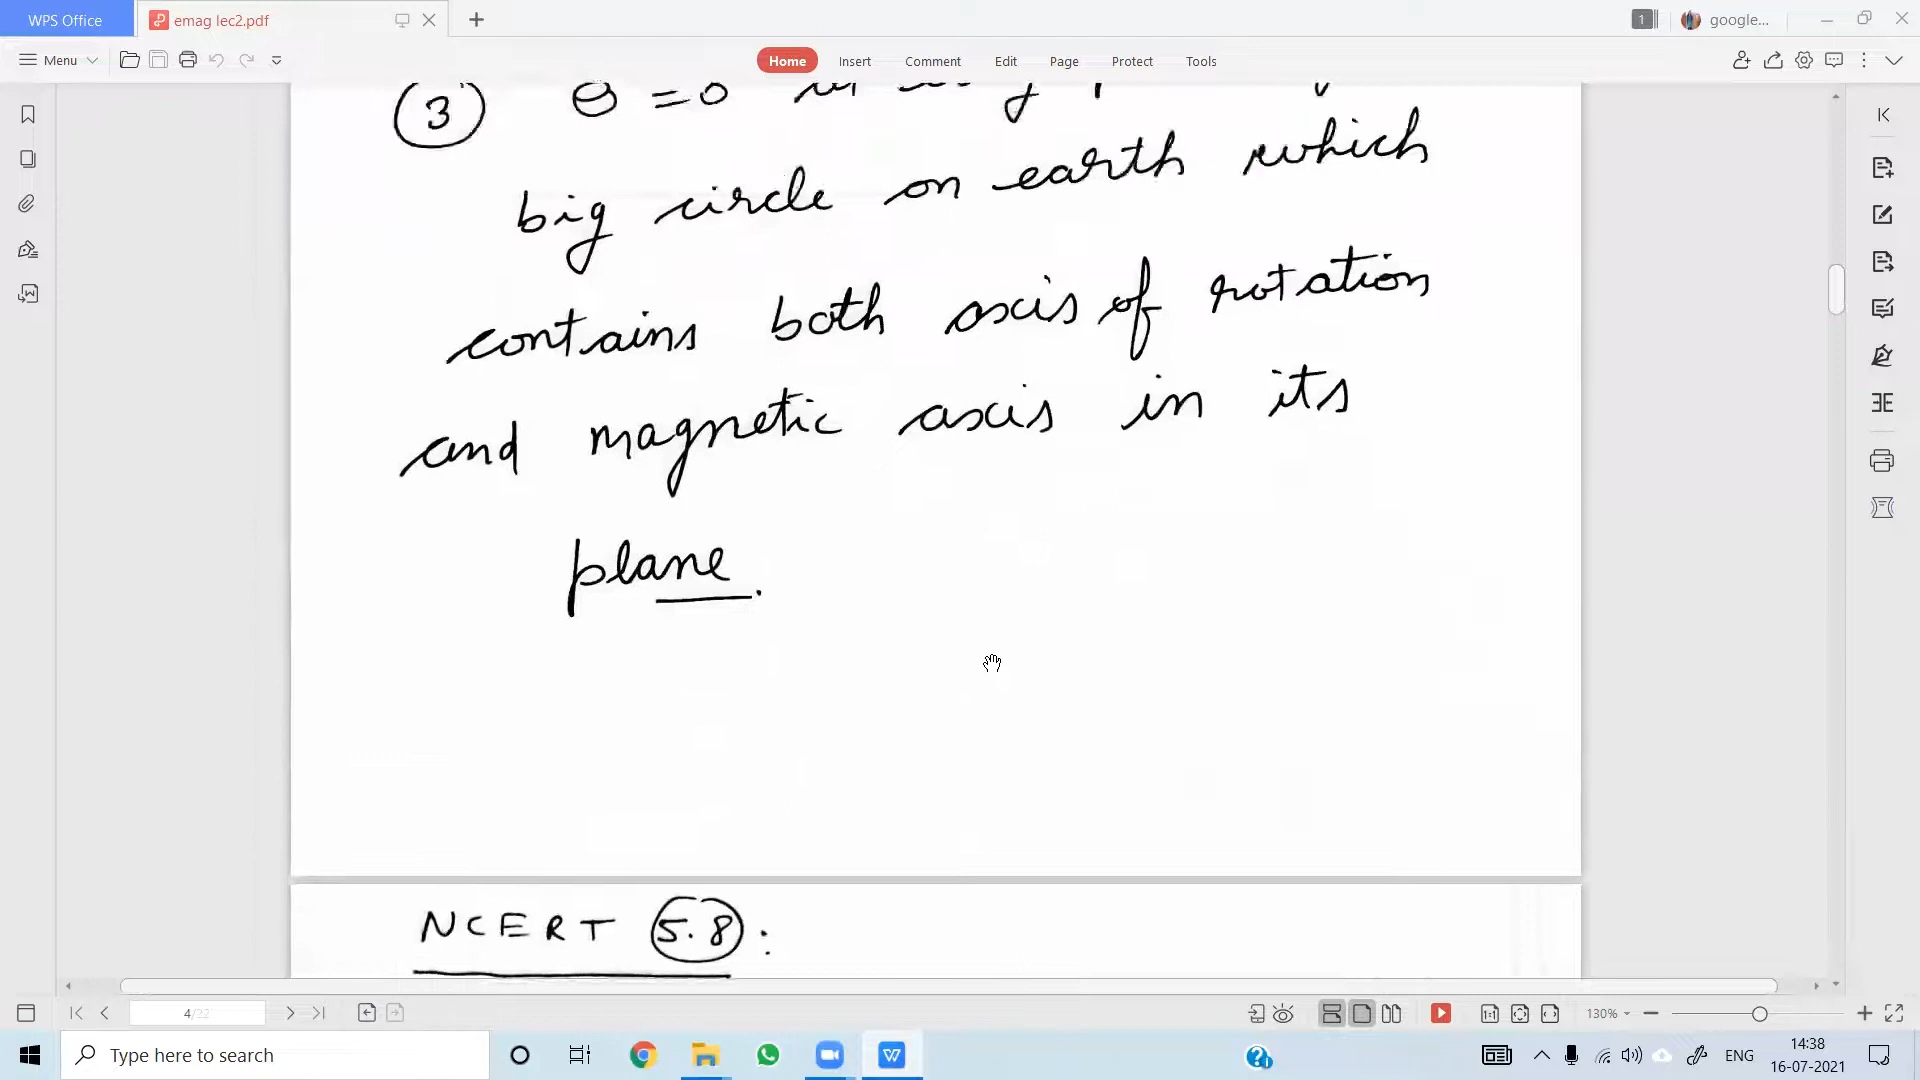 WPS Office
emag lec2.pdf
1
google...
Menu
Home
Insert
Comment
Edit
Page
Protect
Tools
3 θ = 0
big circle on earth which
contains both axis of rotation
and magnetic axis in its
plane.
NCERT 5.8 :
4/22
130%
Type here to search
ENG
14:38
16-07-2021